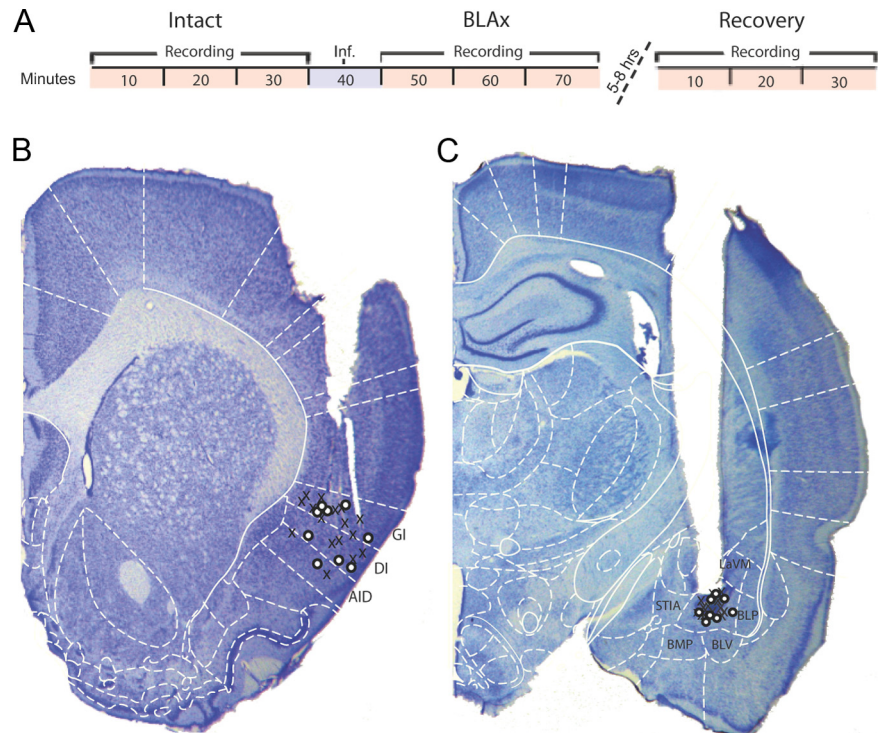 A
Intact BLAx Recovery
Recording Inf. Recording 5-8 hrs Recording
Minutes 10 20 30 40 50 60 70 10 20 30
B
C
GI
DI
AID
LaVM
STIA
BLP
BMP
BLV